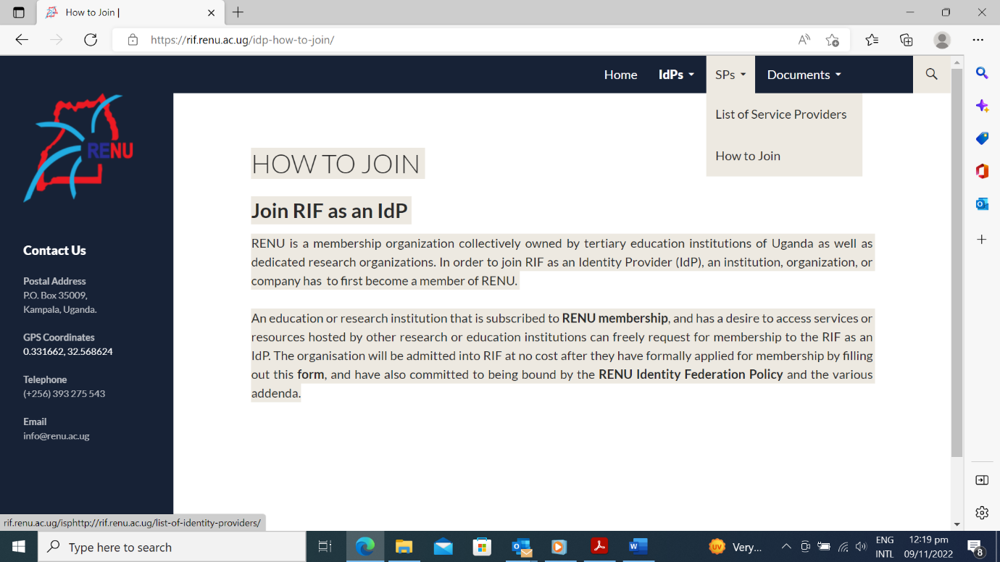 How to Join |
https://rif.renu.ac.ug/idp-how-to-join/
Home IdPs SPs Documents
List of Service Providers
How to Join
RENU
HOW TO JOIN
Join RIF as an IdP
RENU is a membership organization collectively owned by tertiary education institutions of Uganda as well as
dedicated research organizations. In order to join RIF as an Identity Provider (IdP), an institution, organization, or
company has to first become a member of RENU.
An education or research institution that is subscribed to RENU membership, and has a desire to access services or
resources hosted by other research or education institutions can freely request for membership to the RIF as an
IdP. The organisation will be admitted into RIF at no cost after they have formally applied for membership by filling
out this form, and have also committed to being bound by the RENU Identity Federation Policy and the various
addenda.
Contact Us
Postal Address
P.O. Box 35009,
Kampala, Uganda.
GPS Coordinates
0.331662, 32.568624
Telephone
(+256) 393 275 543
Email
info@renu.ac.ug
rif.renu.ac.ug/isphttp://rif.renu.ac.ug/list-of-identity-providers/
Type here to search
UV Very...
ENG
INTL
12:19 pm
09/11/2022
8